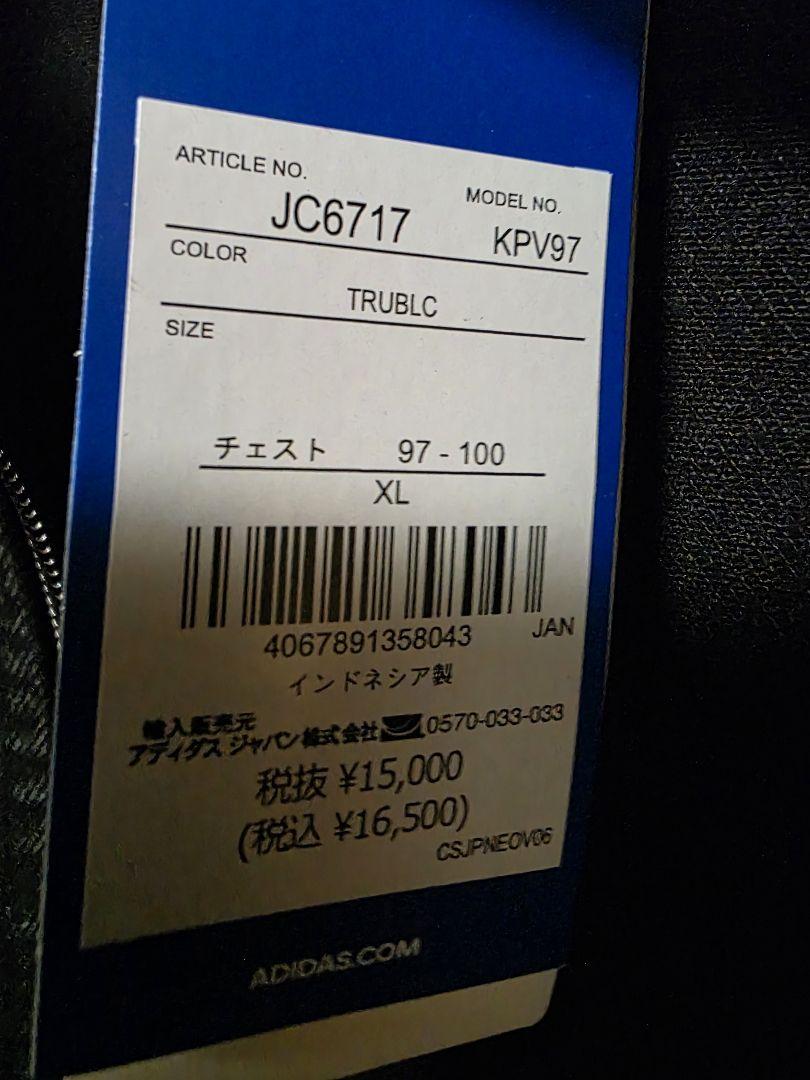 ARTICLE NO.
MODEL NO.
JC6717
KPV97
COLOR
TRUBLC
SIZE
チェスト 97 - 100
XL
4067891358043 JAN
インドネシア製
輸入販売元
アディダス ジャパン株式会社 0570-033-033
税抜 ¥15,000
(税込 ¥16,500)
CSJPNEOV06
ADIDAS.COM